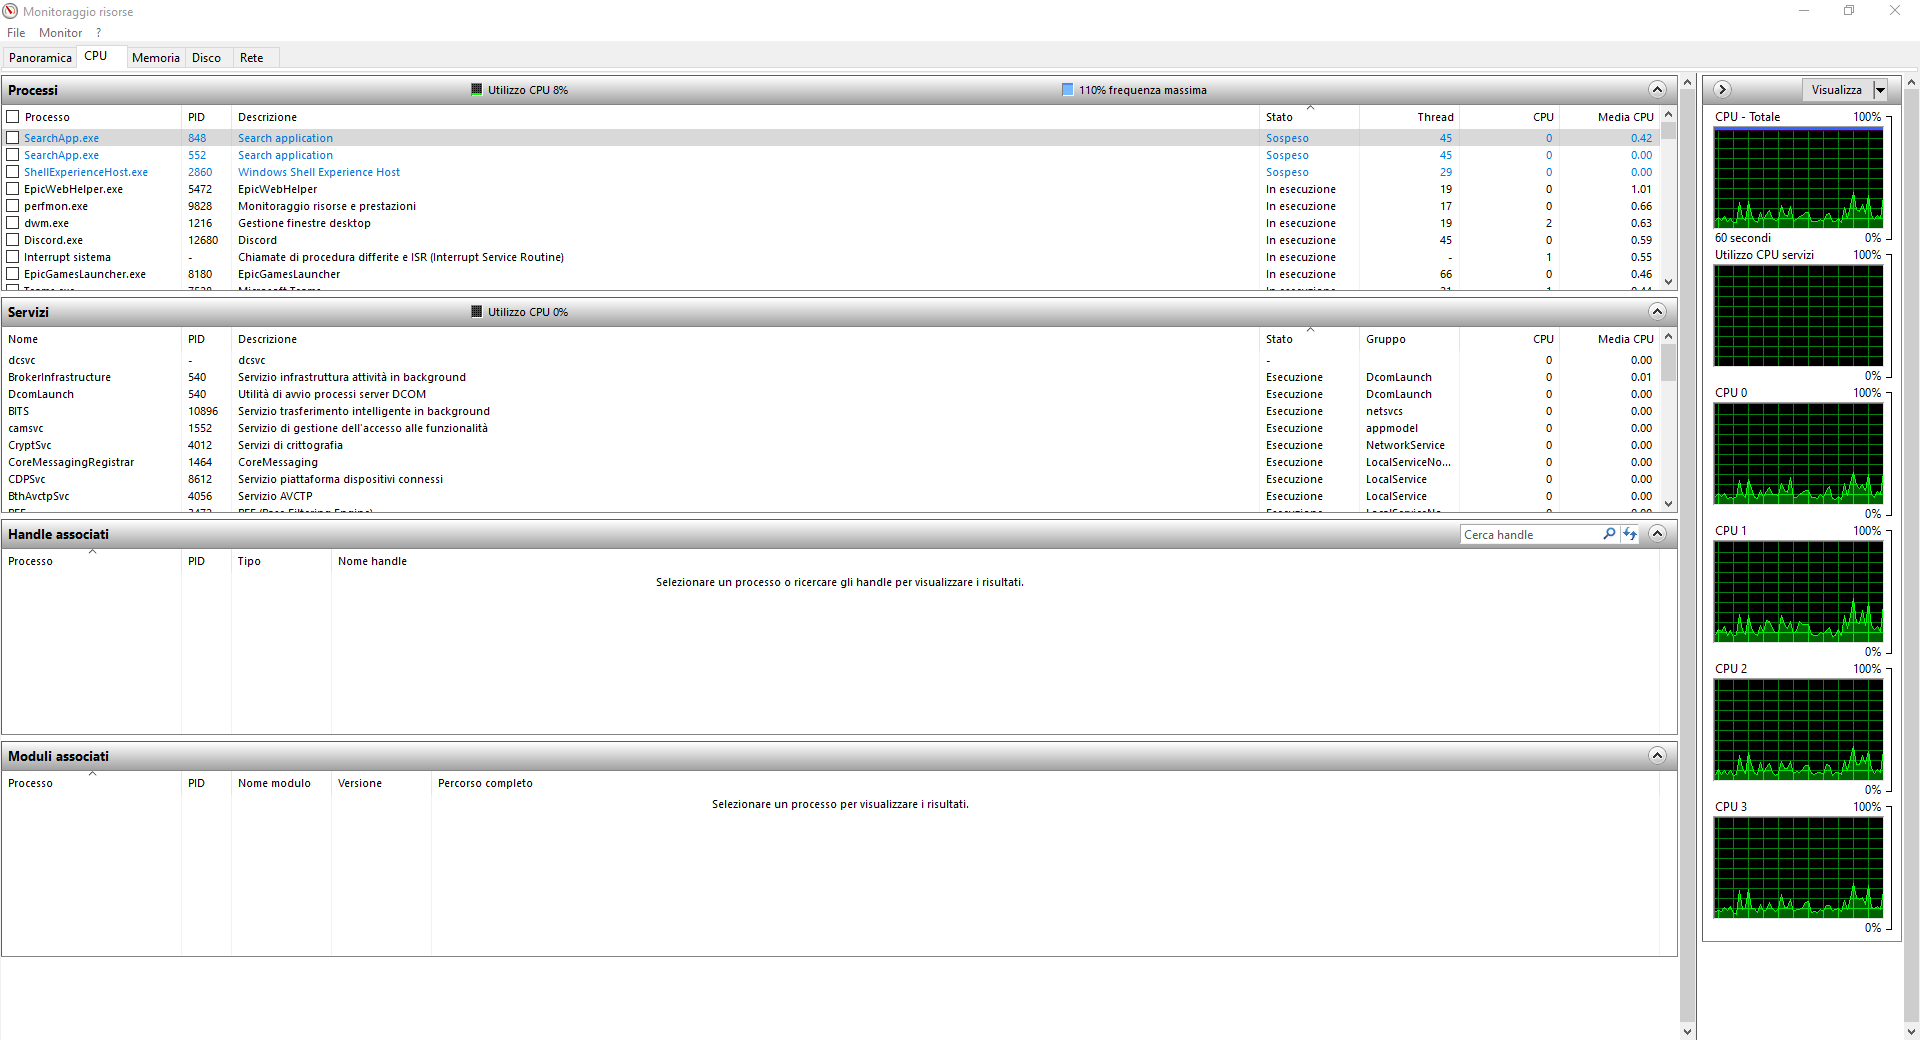 Monitoraggio risorse
File Monitor ?
Panoramica CPU Memoria Disco Rete
Processi Utilizzo CPU 8% 110% frequenza massima
Processo PID Descrizione Stato Thread CPU Media CPU
SearchApp.exe 848 Search application Sospeso 45 0 0.42
SearchApp.exe 552 Search application Sospeso 45 0 0.00
ShellExperienceHost.exe 2860 Windows Shell Experience Host Sospeso 29 0 0.00
EpicWebHelper.exe 5472 EpicWebHelper In esecuzione 19 0 1.01
perfmon.exe 9828 Monitoraggio risorse e prestazioni In esecuzione 17 0 0.66
dwm.exe 1216 Gestione finestre desktop In esecuzione 19 2 0.63
Discord.exe 12680 Discord In esecuzione 45 0 0.59
Interrupt sistema - Chiamate di procedura differite e ISR (Interrupt Service Routine) In esecuzione - 1 0.55
EpicGamesLauncher.exe 8180 EpicGamesLauncher In esecuzione 66 0 0.46
Servizi Utilizzo CPU 0%
Nome PID Descrizione Stato Gruppo CPU Media CPU
dcsvc - dcsvc - 0 0.00
BrokerInfrastructure 540 Servizio infrastruttura attività in background Esecuzione DcomLaunch 0 0.01
DcomLaunch 540 Utilità di avvio processi server DCOM Esecuzione DcomLaunch 0 0.00
BITS 10896 Servizio trasferimento intelligente in background Esecuzione netsvcs 0 0.00
camsvc 1552 Servizio di gestione dell'accesso alle funzionalità Esecuzione appmodel 0 0.00
CryptSvc 4012 Servizi di crittografia Esecuzione NetworkService 0 0.00
CoreMessagingRegistrar 1464 CoreMessaging Esecuzione LocalServiceNo... 0 0.00
CDPSvc 8612 Servizio piattaforma dispositivi connessi Esecuzione LocalService 0 0.00
BthAvctpSvc 4056 Servizio AVCTP Esecuzione LocalService 0 0.00
Handle associati Cerca handle
Processo PID Tipo Nome handle
Selezionare un processo o ricercare gli handle per visualizzare i risultati.
Moduli associati
Processo PID Nome modulo Versione Percorso completo
Selezionare un processo per visualizzare i risultati.
Visualizza
CPU - Totale 100%
60 secondi 0%
Utilizzo CPU servizi 100%
0%
CPU 0 100%
0%
CPU 1 100%
0%
CPU 2 100%
0%
CPU 3 100%
0%